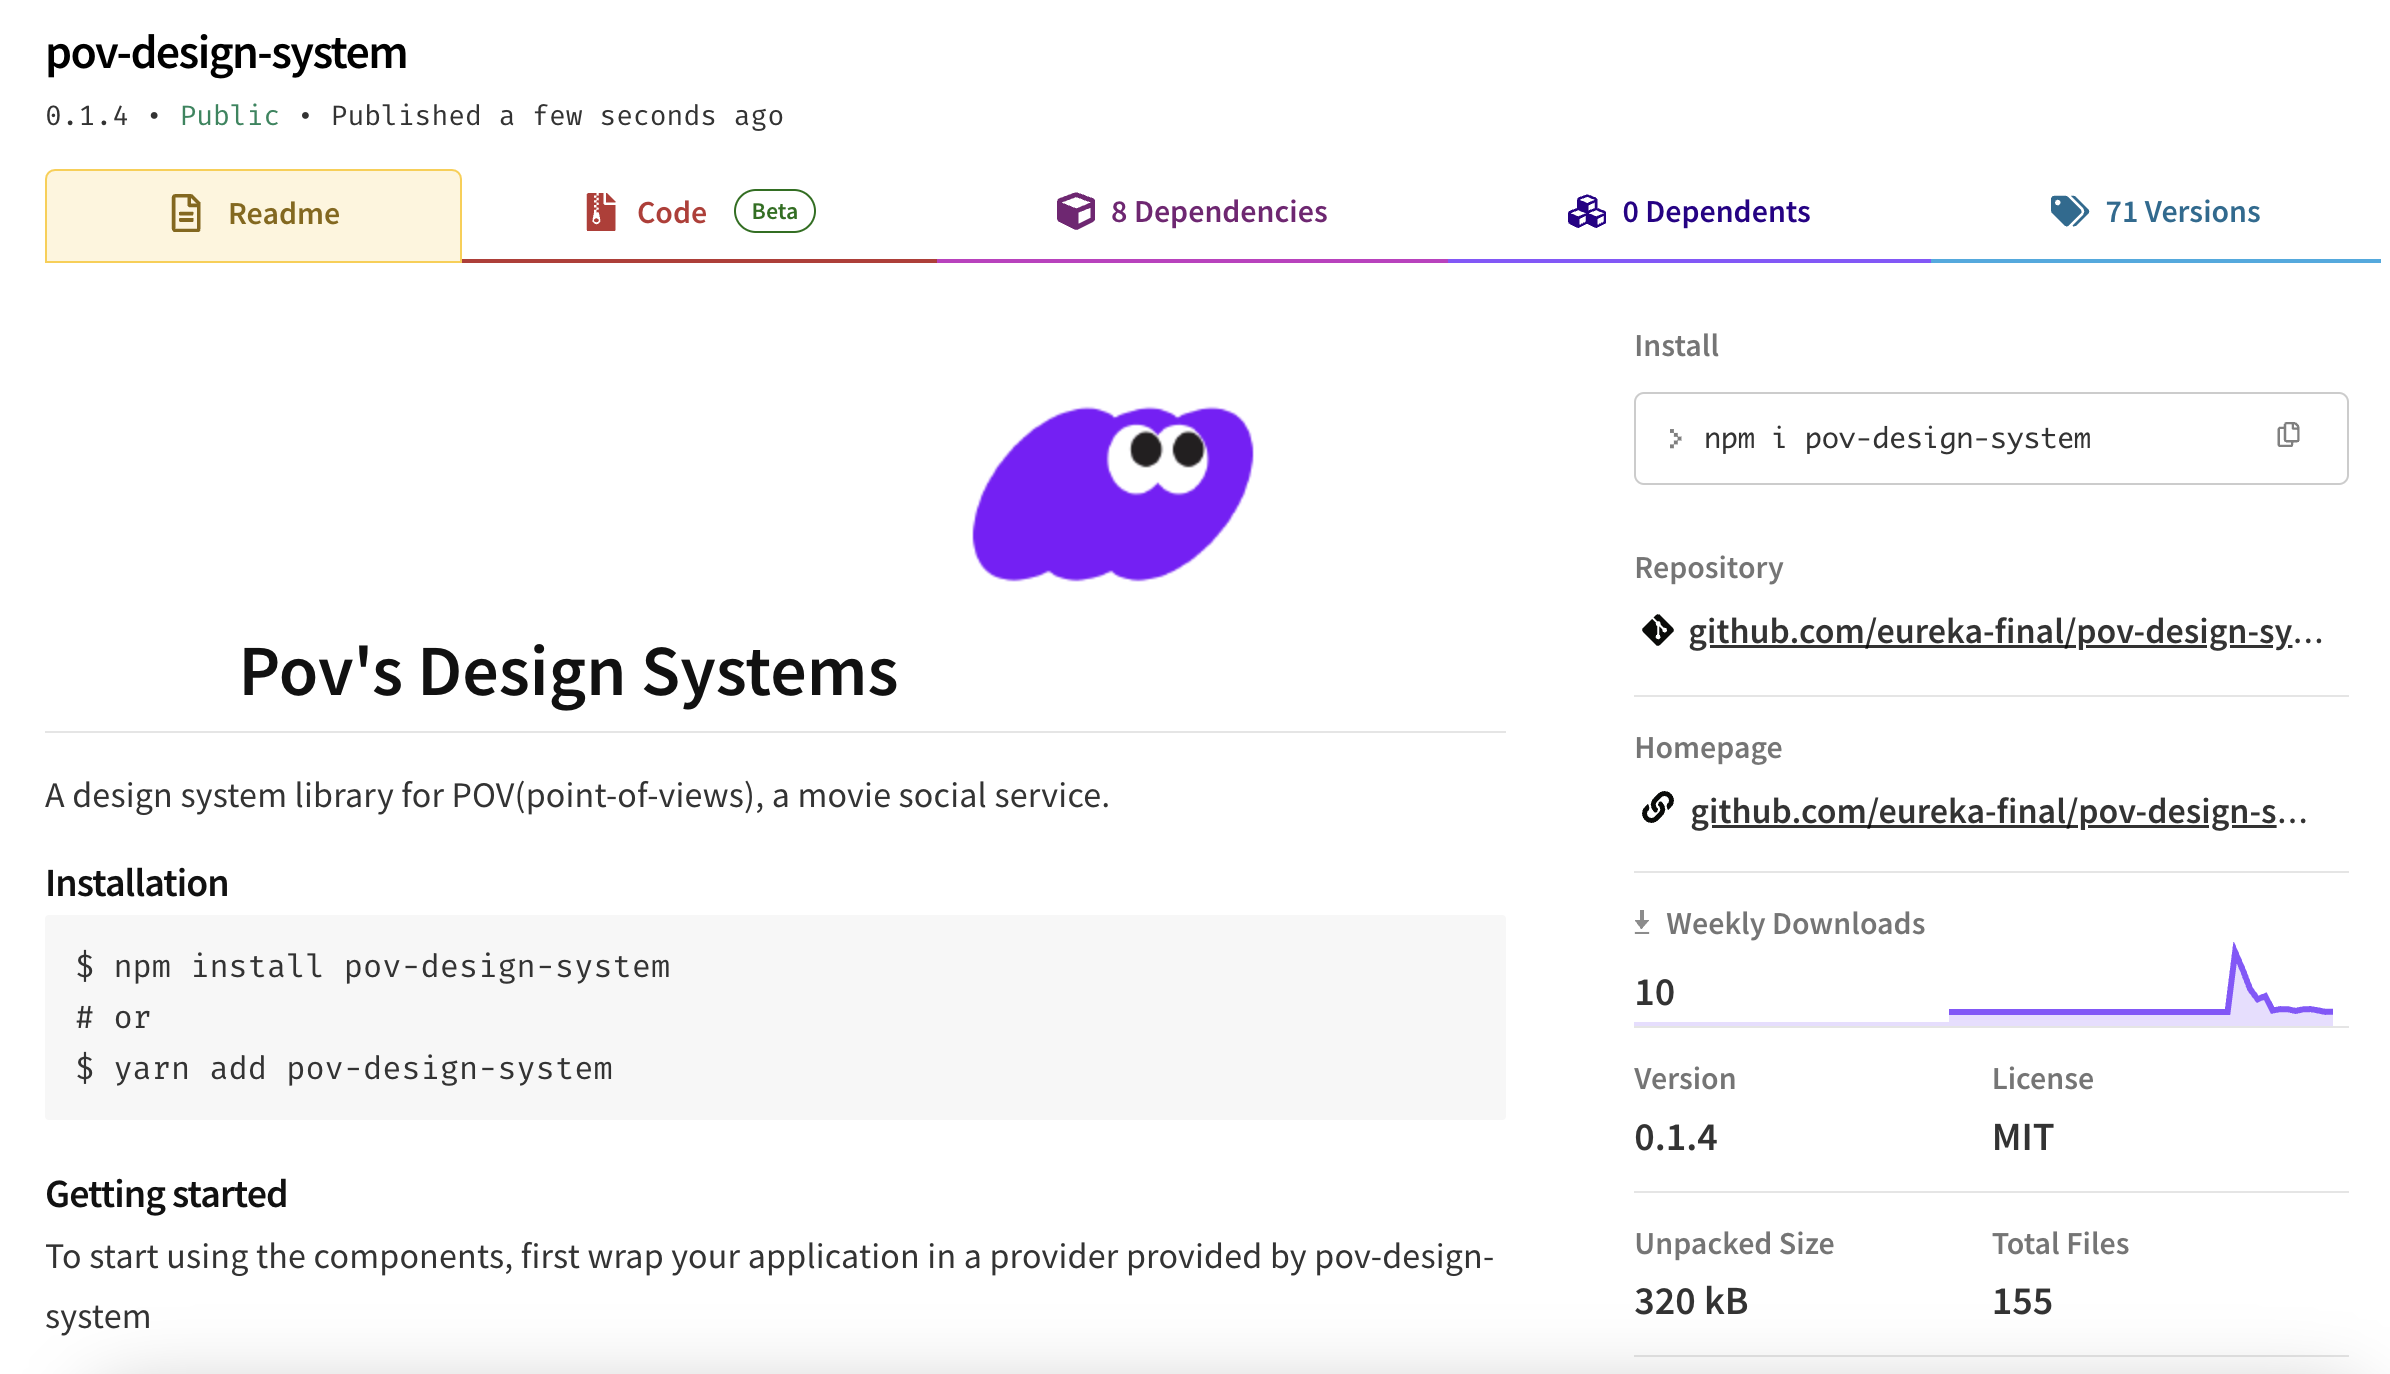 pov-design-system
0.1.4 • Public • Published a few seconds ago
Readme
Code Beta
8 Dependencies
0 Dependents
71 Versions
Pov's Design Systems
A design system library for POV(point-of-views), a movie social service.
Installation
$ npm install pov-design-system
# or
$ yarn add pov-design-system
Getting started
To start using the components, first wrap your application in a provider provided by pov-design-
system
Install
> npm i pov-design-system
Repository
github.com/eureka-final/pov-design-sy...
Homepage
github.com/eureka-final/pov-design-s...
Weekly Downloads
10
Version
0.1.4
License
MIT
Unpacked Size
320 kB
Total Files
155